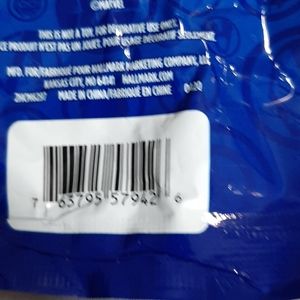 ©MARVEL
THIS IS NOT A TOY. FOR DECORATIVE USE ONLY.
CE PRODUIT N'EST PAS UN JOUET. POUR USAGE DÉCORATIF SEULEMENT.
MFD. FOR/FABRIQUÉ POUR HALLMARK MARKETING COMPANY, LLC
KANSAS CITY, MO 64141 HALLMARK.COM
MADE IN CHINA/FABRIQUÉ EN CHINE 0420
7 63795 57942 6